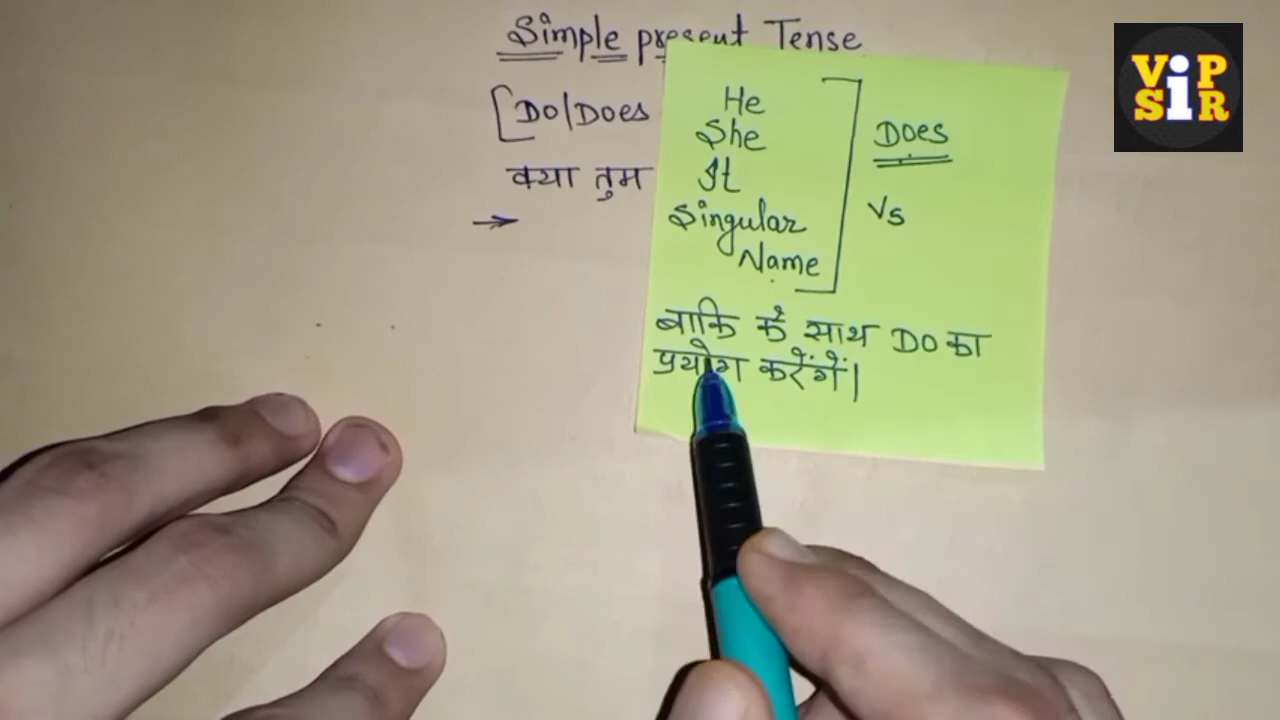 Simple present Tense
[Do/Does
क्या तुम
→
He
She
It
Singular
Name
Does
Vs
बाकि के साथ Do का
प्रयोग करेंगें।
ViP
SiR